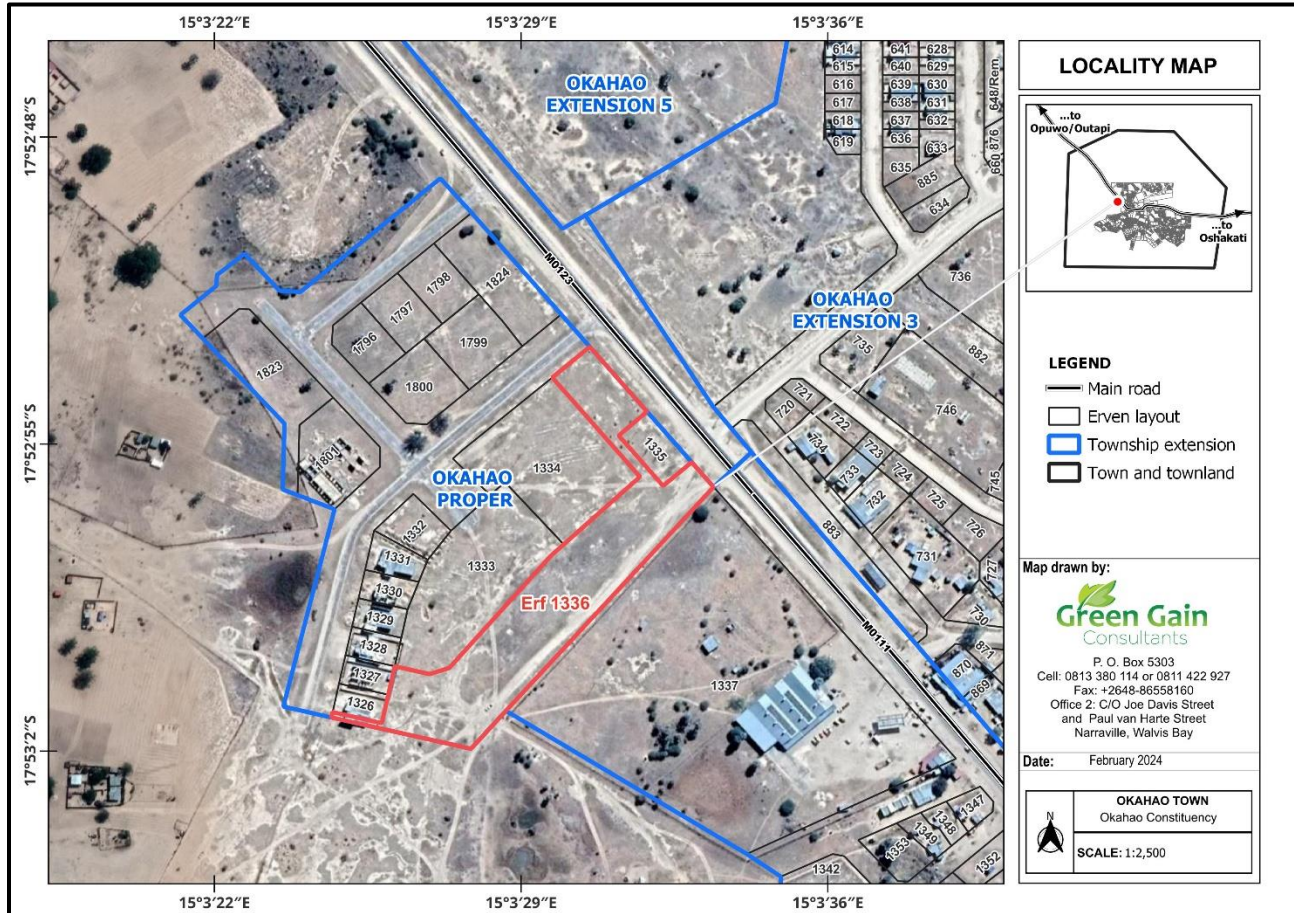 15°3'22"E
15°3'29"E
15°3'36"E
17°52'48"S
17°52'55"S
17°53'2"S
OKAHAO
EXTENSION 5
614
615
616
617
618
619
641
640
639
638
637
636
635
628
629
630
631
632
633
885
634
648/Rem.
876
660
M0123
OKAHAO
EXTENSION 3
736
735
882
746
745
1798
1824
1797
1796
1799
1800
1823
1801
721
720
722
734
723
733
724
732
725
726
731
727
730
883
871
870
869
1335
1334
OKAHAO
PROPER
1332
1331
1333
1330
1329
1328
1327
1326
Erf 1336
M0111
1337
1347
1348
1349
1353
1352
1342
15°3'22"E
15°3'29"E
15°3'36"E
LOCALITY MAP
...to
Opuwo/Outapi
...to
Oshakati
LEGEND
Main road
Erven layout
Township extension
Town and townland
Map drawn by:
Green Gain
Consultants
P. O. Box 5303
Cell: 0813 380 114 or 0811 422 927
Fax: +2648-86558160
Office 2: C/O Joe Davis Street
and Paul van Harte Street
Narraville, Walvis Bay
Date: February 2024
N
OKAHAO TOWN
Okahao Constituency
SCALE: 1:2,500